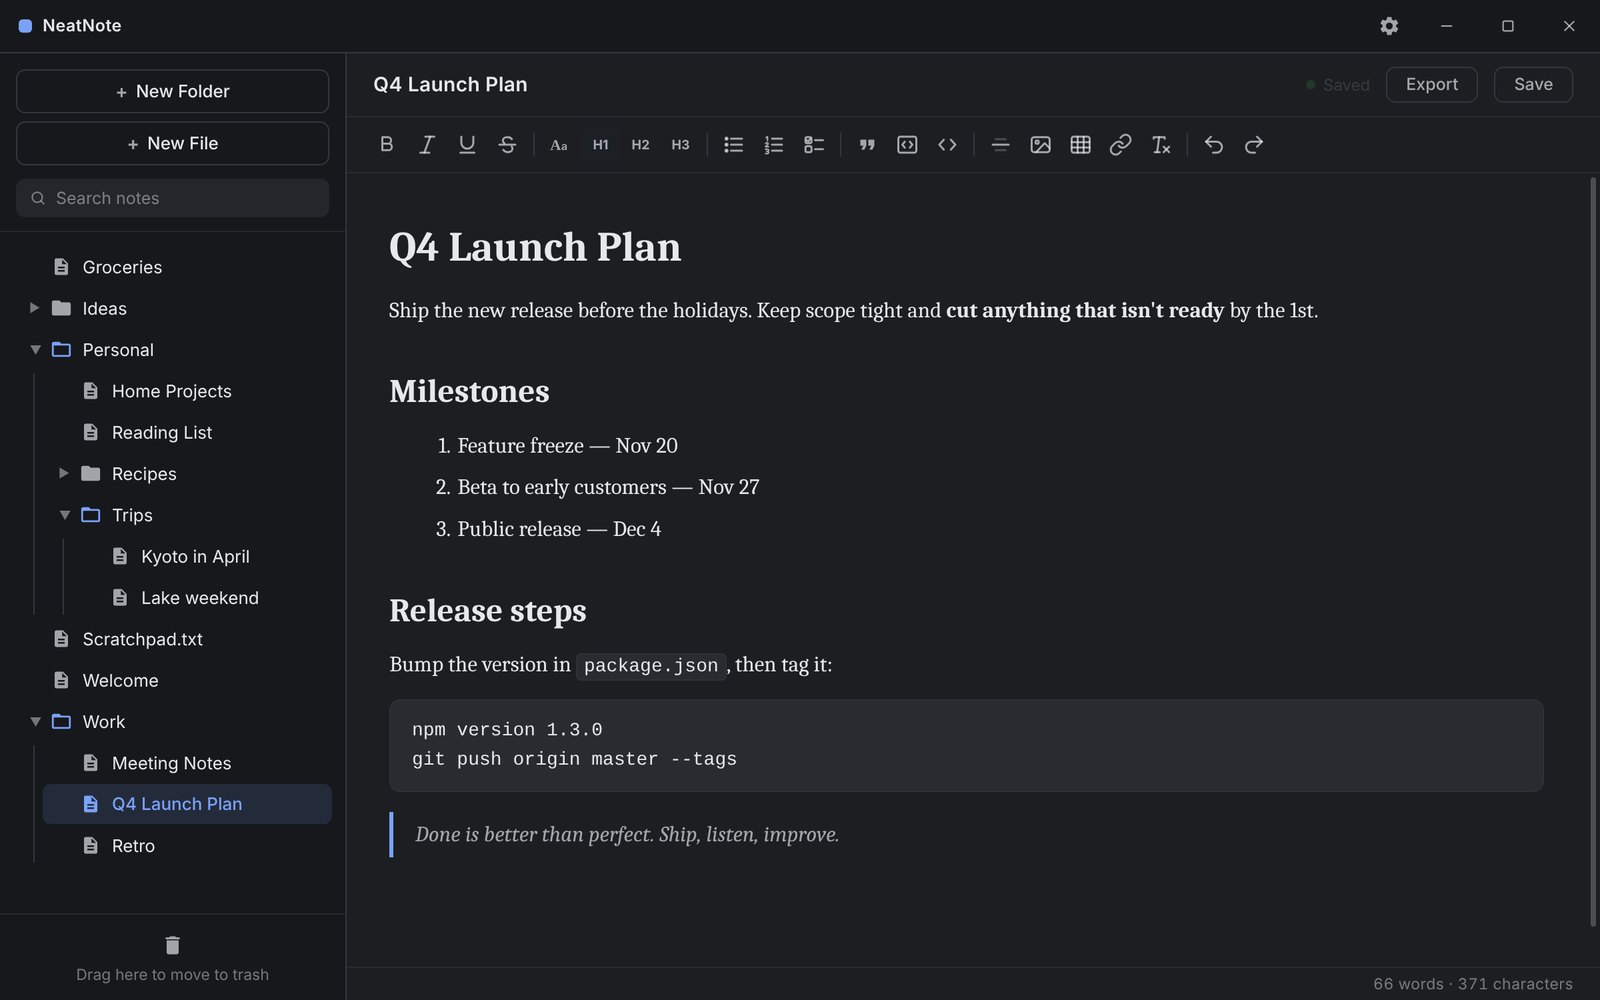 NeatNote
+ New Folder
+ New File
Search notes
Groceries
Ideas
Personal
Home Projects
Reading List
Recipes
Trips
Kyoto in April
Lake weekend
Scratchpad.txt
Welcome
Work
Meeting Notes
Q4 Launch Plan
Retro
Drag here to move to trash
Q4 Launch Plan
Saved
Export
Save
B I U S Aa H1 H2 H3
Q4 Launch Plan
Ship the new release before the holidays. Keep scope tight and cut anything that isn't ready by the 1st.
Milestones
1. Feature freeze — Nov 20
2. Beta to early customers — Nov 27
3. Public release — Dec 4
Release steps
Bump the version in package.json, then tag it:
npm version 1.3.0
git push origin master --tags
Done is better than perfect. Ship, listen, improve.
66 words · 371 characters